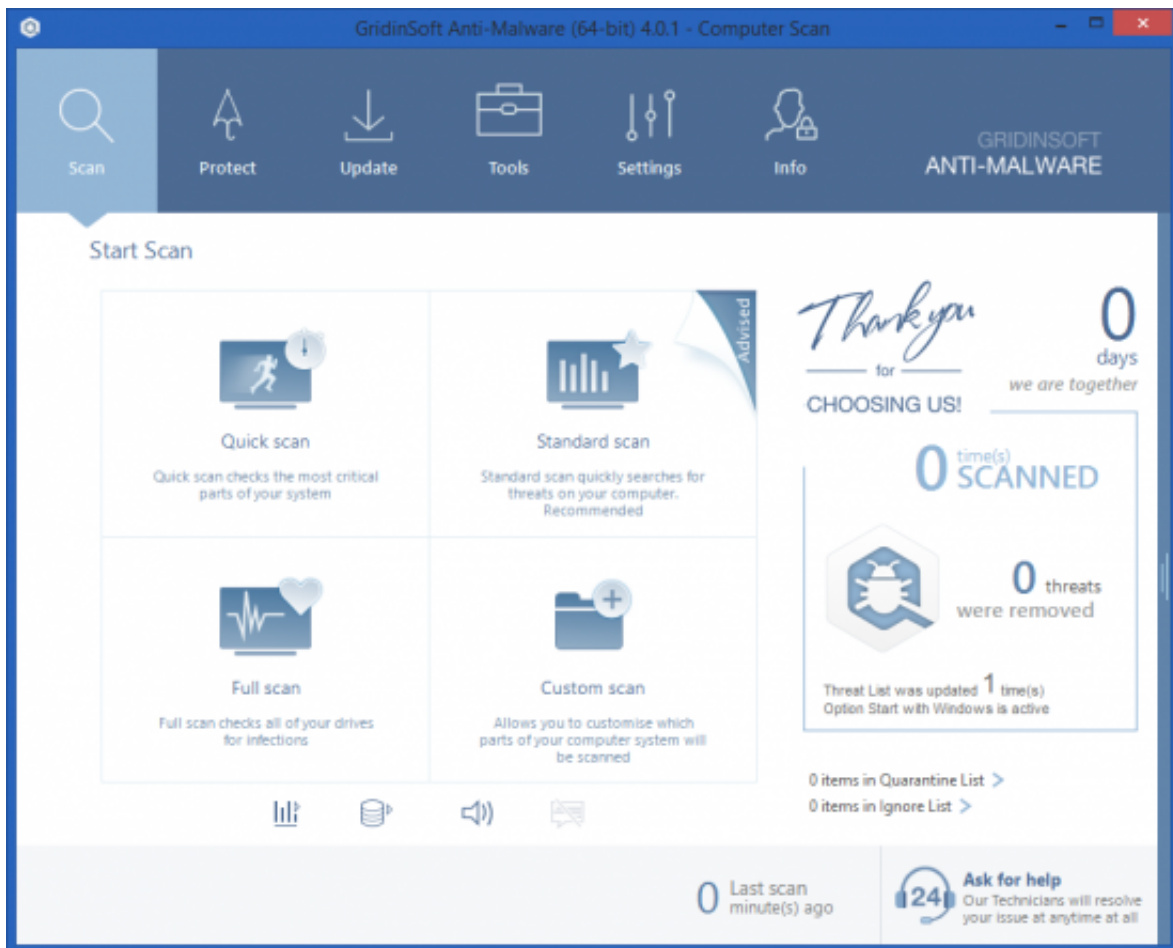 GridinSoft Anti-Malware (64-bit) 4.0.1 - Computer Scan
Scan
Protect
Update
Tools
Settings
Info
GRIDINSOFT
ANTI-MALWARE
Start Scan
Quick scan
Quick scan checks the most critical
parts of your system
Advised
Standard scan
Standard scan quickly searches for
threats on your computer.
Recommended
Full scan
Full scan checks all of your drives
for infections
Custom scan
Allows you to customise which
parts of your computer system will
be scanned
Thank you
for
CHOOSING US!
0
days
we are together
0 time(s)
SCANNED
0 threats
were removed
Threat List was updated 1 time(s)
Option Start with Windows is active
0 items in Quarantine List >
0 items in Ignore List >
0 Last scan
minute(s) ago
24
Ask for help
Our Technicians will resolve
your issue at anytime at all